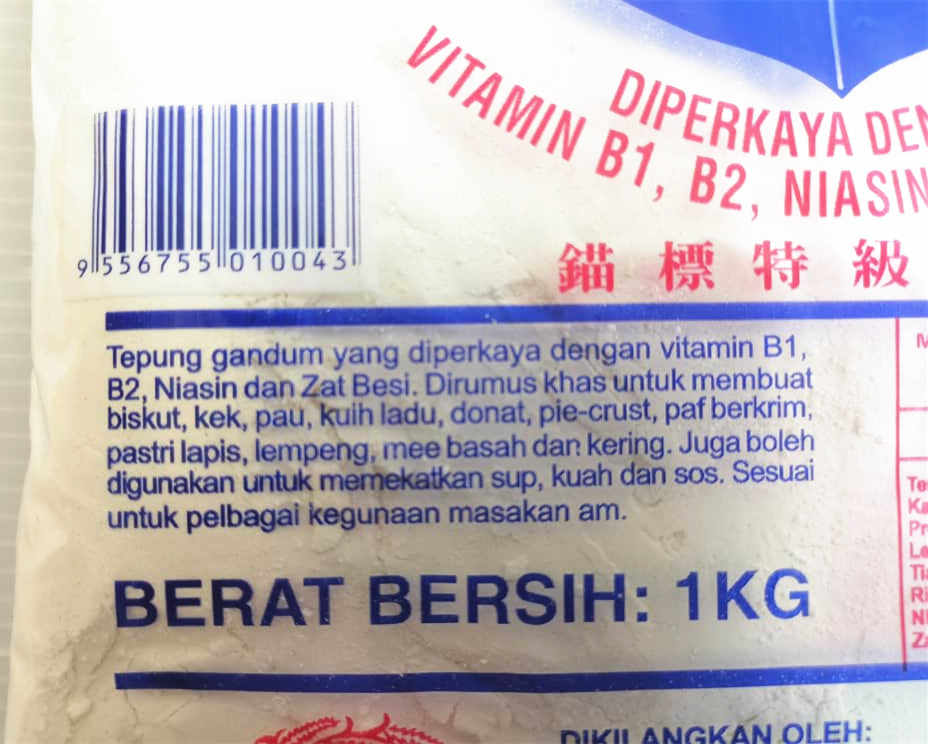 DIPERKAYA
VITAMIN B1, B2, NIASIN
錨標特級
9 556755 010043
Tepung gandum yang diperkaya dengan vitamin B1,
B2, Niasin dan Zat Besi. Dirumus khas untuk membuat
biskut, kek, pau, kuih ladu, donat, pie-crust, paf berkrim,
pastri lapis, lempeng, mee basah dan kering. Juga boleh
digunakan untuk memekatkan sup, kuah dan sos. Sesuai
untuk pelbagai kegunaan masakan am.
BERAT BERSIH: 1KG
DIKILANGKAN OLEH: